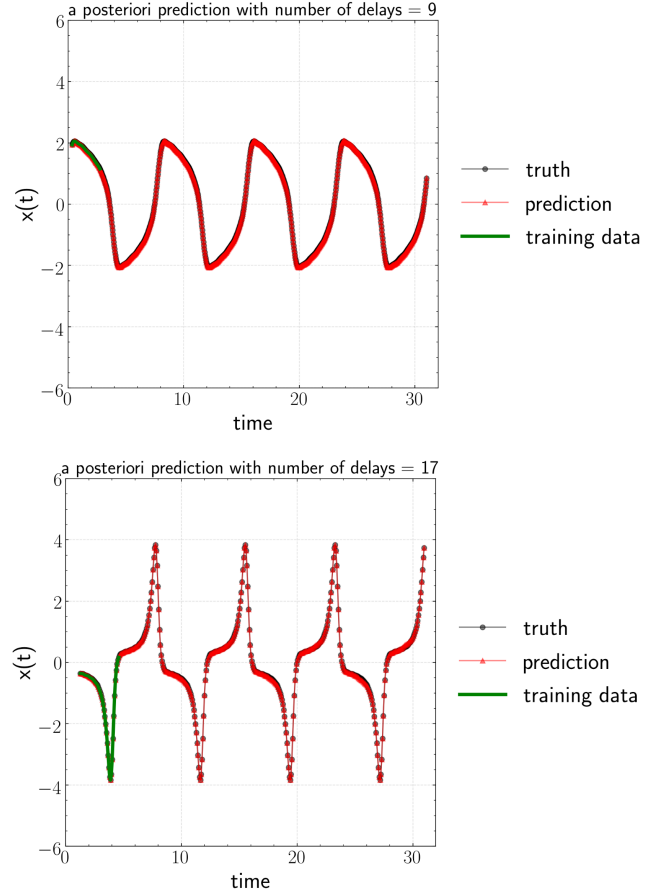 a posteriori prediction with number of delays = 9
6
4
2
0
−2
−4
−6
x(t)
0 10 20 30
time
truth
prediction
training data
a posteriori prediction with number of delays = 17
6
4
2
0
−2
−4
−6
x(t)
0 10 20 30
time
truth
prediction
training data